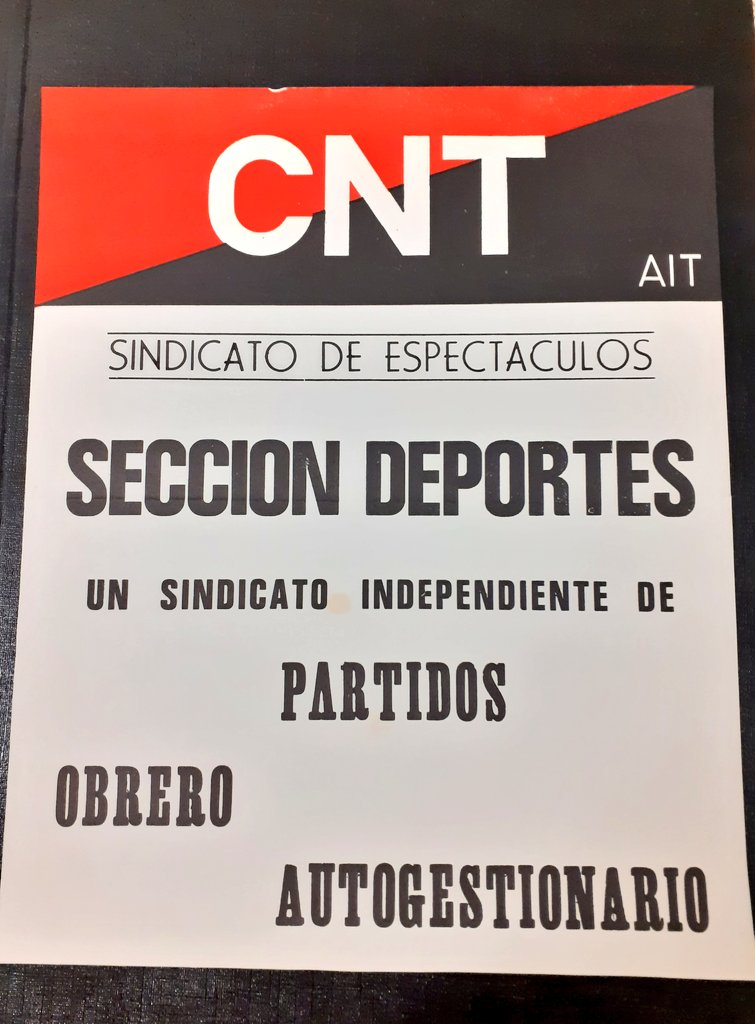 CNT
AIT
SINDICATO DE ESPECTACULOS
SECCION DEPORTES
UN SINDICATO INDEPENDIENTE DE
PARTIDOS
OBRERO
AUTOGESTIONARIO